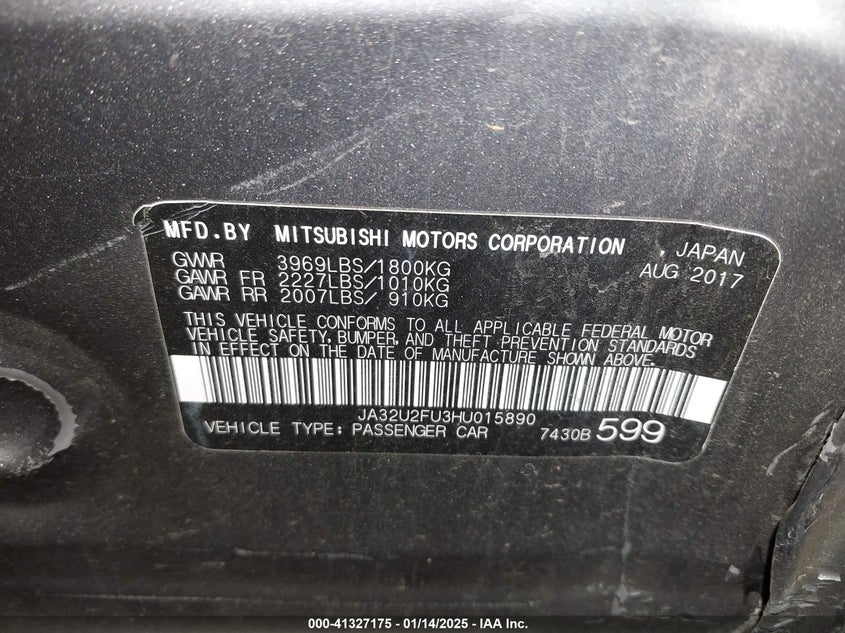 MFD.BY MITSUBISHI MOTORS CORPORATION , JAPAN
AUG 2017
GVWR 3969LBS/1800KG
GAWR FR 2227LBS/1010KG
GAWR RR 2007LBS/ 910KG
THIS VEHICLE CONFORMS TO ALL APPLICABLE FEDERAL MOTOR
VEHICLE SAFETY, BUMPER, AND THEFT PREVENTION STANDARDS
IN EFFECT ON THE DATE OF MANUFACTURE SHOWN ABOVE.
JA32U2FU3HU015890
VEHICLE TYPE: PASSENGER CAR 7430B 599
000-41327175 — 01/14/2025 — IAA Inc.